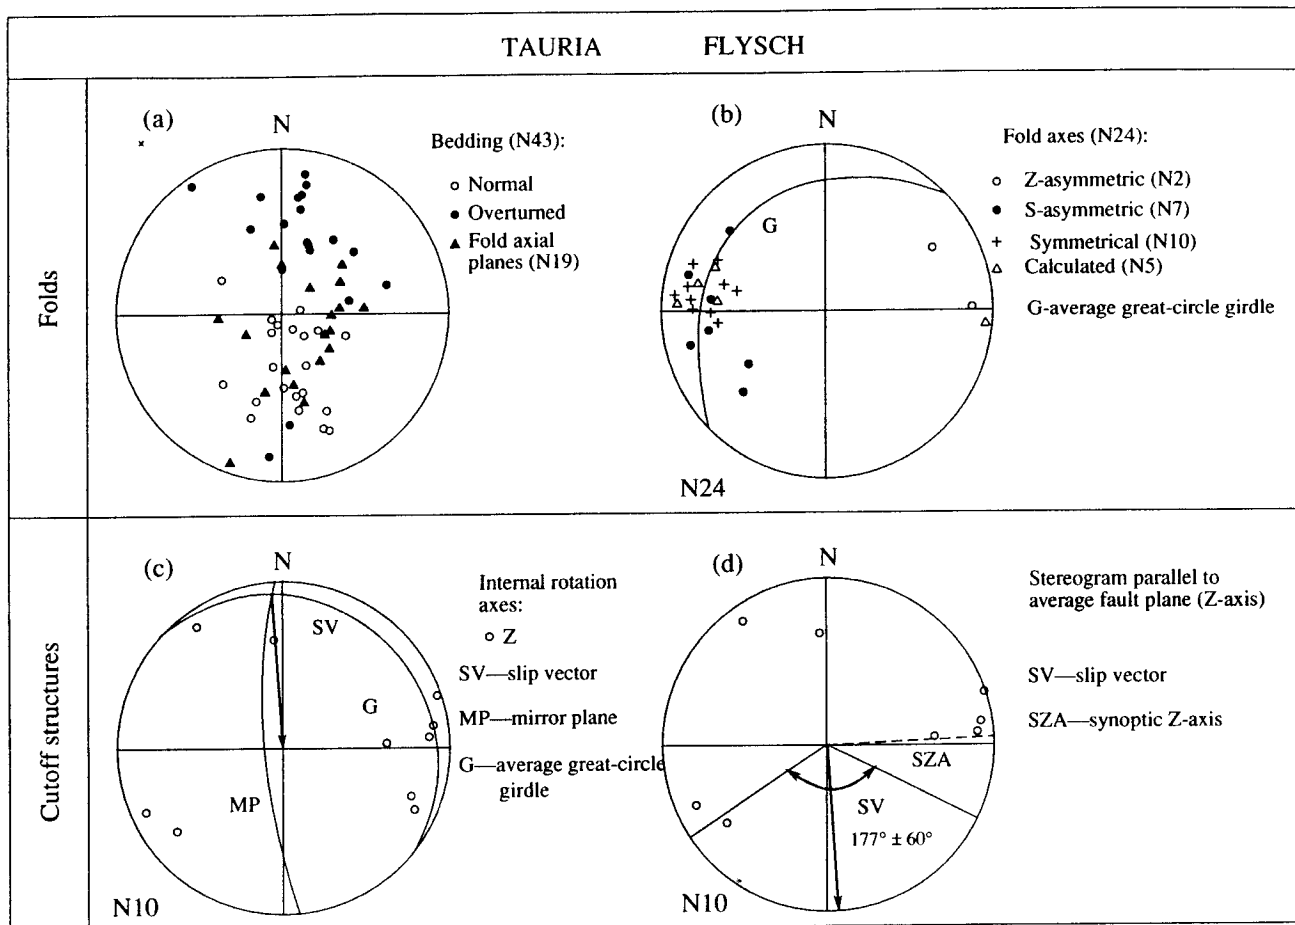 TAURIA FLYSCH
Folds
(a)
N
Bedding (N43):
Normal
Overturned
Fold axial
planes (N19)
(b)
N
G
N24
Fold axes (N24):
Z-asymmetric (N2)
S-asymmetric (N7)
Symmetrical (N10)
Calculated (N5)
G-average great-circle girdle
Cutoff structures
(c)
N
SV
G
MP
N10
Internal rotation
axes:
Z
SV—slip vector
MP—mirror plane
G—average great-circle
girdle
(d)
N
SZA
SV
177° ± 60°
N10
Stereogram parallel to
average fault plane (Z-axis)
SV—slip vector
SZA—synoptic Z-axis